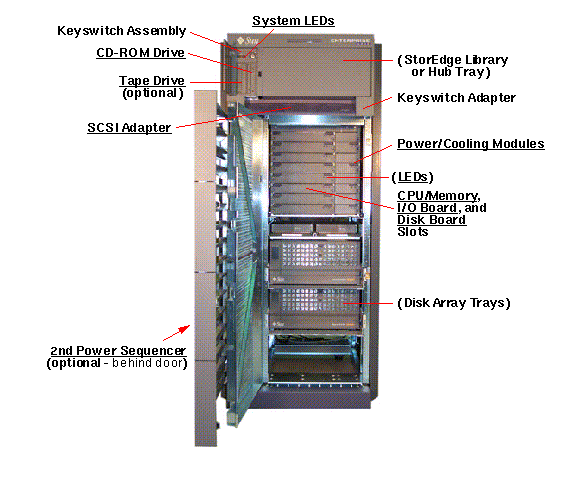 System LEDs
Keyswitch Assembly
CD-ROM Drive
Tape Drive
(optional)
SCSI Adapter
Sun
ENTERPRISE
(StorEdge Library
or Hub Tray)
Keyswitch Adapter
Power/Cooling Modules
(LEDs)
CPU/Memory,
I/O Board, and
Disk Board
Slots
(Disk Array Trays)
2nd Power Sequencer
(optional - behind door)